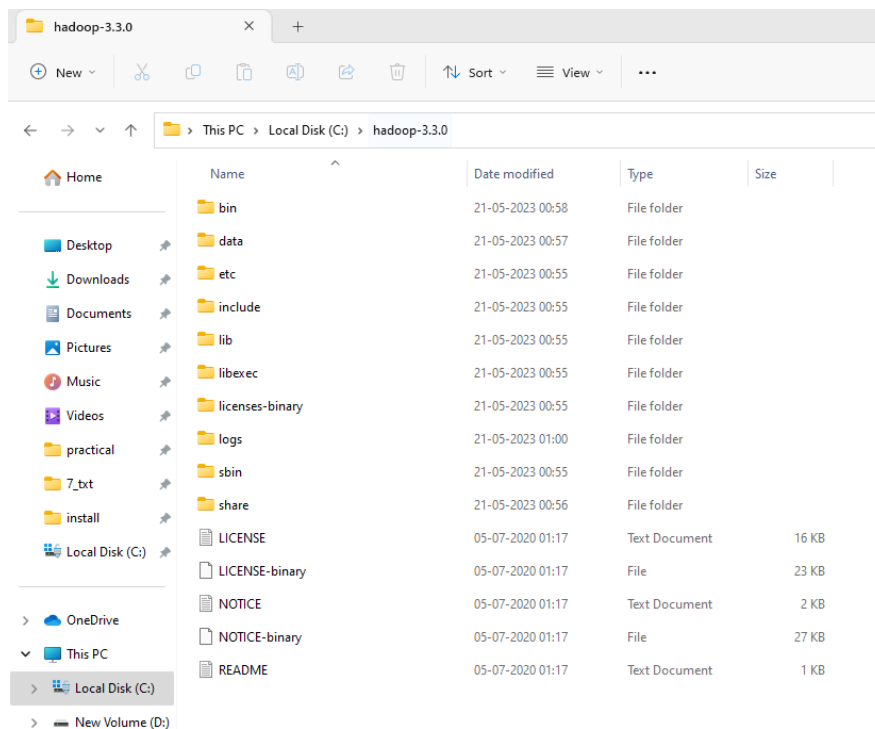 hadoop-3.3.0
New Sort View
This PC > Local Disk (C:) > hadoop-3.3.0
Home
Desktop
Downloads
Documents
Pictures
Music
Videos
practical
7_txt
install
Local Disk (C:)
OneDrive
This PC
Local Disk (C:)
New Volume (D:)
Name Date modified Type Size
bin 21-05-2023 00:58 File folder
data 21-05-2023 00:57 File folder
etc 21-05-2023 00:55 File folder
include 21-05-2023 00:55 File folder
lib 21-05-2023 00:55 File folder
libexec 21-05-2023 00:55 File folder
licenses-binary 21-05-2023 00:55 File folder
logs 21-05-2023 01:00 File folder
sbin 21-05-2023 00:55 File folder
share 21-05-2023 00:56 File folder
LICENSE 05-07-2020 01:17 Text Document 16 KB
LICENSE-binary 05-07-2020 01:17 File 23 KB
NOTICE 05-07-2020 01:17 Text Document 2 KB
NOTICE-binary 05-07-2020 01:17 File 27 KB
README 05-07-2020 01:17 Text Document 1 KB